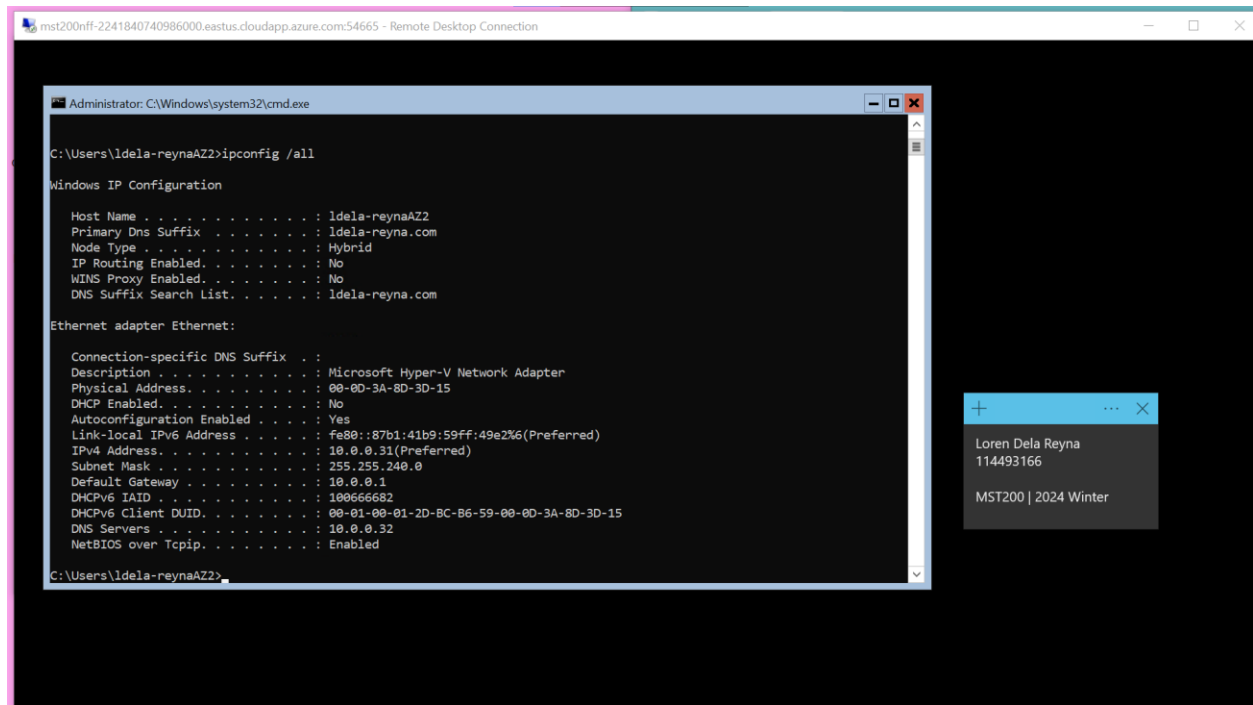 mst200nff-2241840740986000.eastus.cloudapp.azure.com:54665 - Remote Desktop Connection
Administrator: C:\Windows\system32\cmd.exe
C:\Users\ldela-reynaAZ2>ipconfig /all
Windows IP Configuration
Host Name . . . . . . . . . . . . : ldela-reynaAZ2
Primary Dns Suffix . . . . . . . : ldela-reyna.com
Node Type . . . . . . . . . . . . : Hybrid
IP Routing Enabled. . . . . . . . : No
WINS Proxy Enabled. . . . . . . . : No
DNS Suffix Search List. . . . . . : ldela-reyna.com
Ethernet adapter Ethernet:
Connection-specific DNS Suffix . :
Description . . . . . . . . . . . : Microsoft Hyper-V Network Adapter
Physical Address. . . . . . . . . : 00-0D-3A-8D-3D-15
DHCP Enabled. . . . . . . . . . . : No
Autoconfiguration Enabled . . . . : Yes
Link-local IPv6 Address . . . . . : fe80::87b1:41b9:59ff:49e2%6(Preferred)
IPv4 Address. . . . . . . . . . . : 10.0.0.31(Preferred)
Subnet Mask . . . . . . . . . . . : 255.255.240.0
Default Gateway . . . . . . . . . : 10.0.0.1
DHCPv6 IAID . . . . . . . . . . . : 100666682
DHCPv6 Client DUID. . . . . . . . : 00-01-00-01-2D-BC-B6-59-00-0D-3A-8D-3D-15
DNS Servers . . . . . . . . . . . : 10.0.0.32
NetBIOS over Tcpip. . . . . . . . : Enabled
C:\Users\ldela-reynaAZ2>
Loren Dela Reyna
114493166
MST200 | 2024 Winter